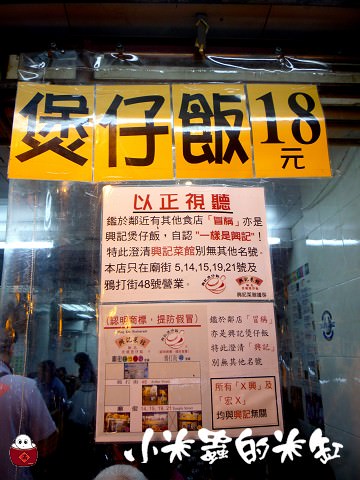 煲仔飯 18元
以正視聽
鑑於鄰近有其他食店「冒稱」亦是
興記煲仔飯,自認 "一樣是興記"!
特此澄清興記菜館別無其他名號。
本店只在廟街 5,14,15,19,21號及
鴉打街48號營業。
(認明商標‧提防假冒)
興記菜館
鑑於鄰店「冒稱」
亦是興記煲仔飯
特此澄清「興記」
別無其他名號
所有「X興」及
「宏X」
均與興記無關
小米蟲的米缸